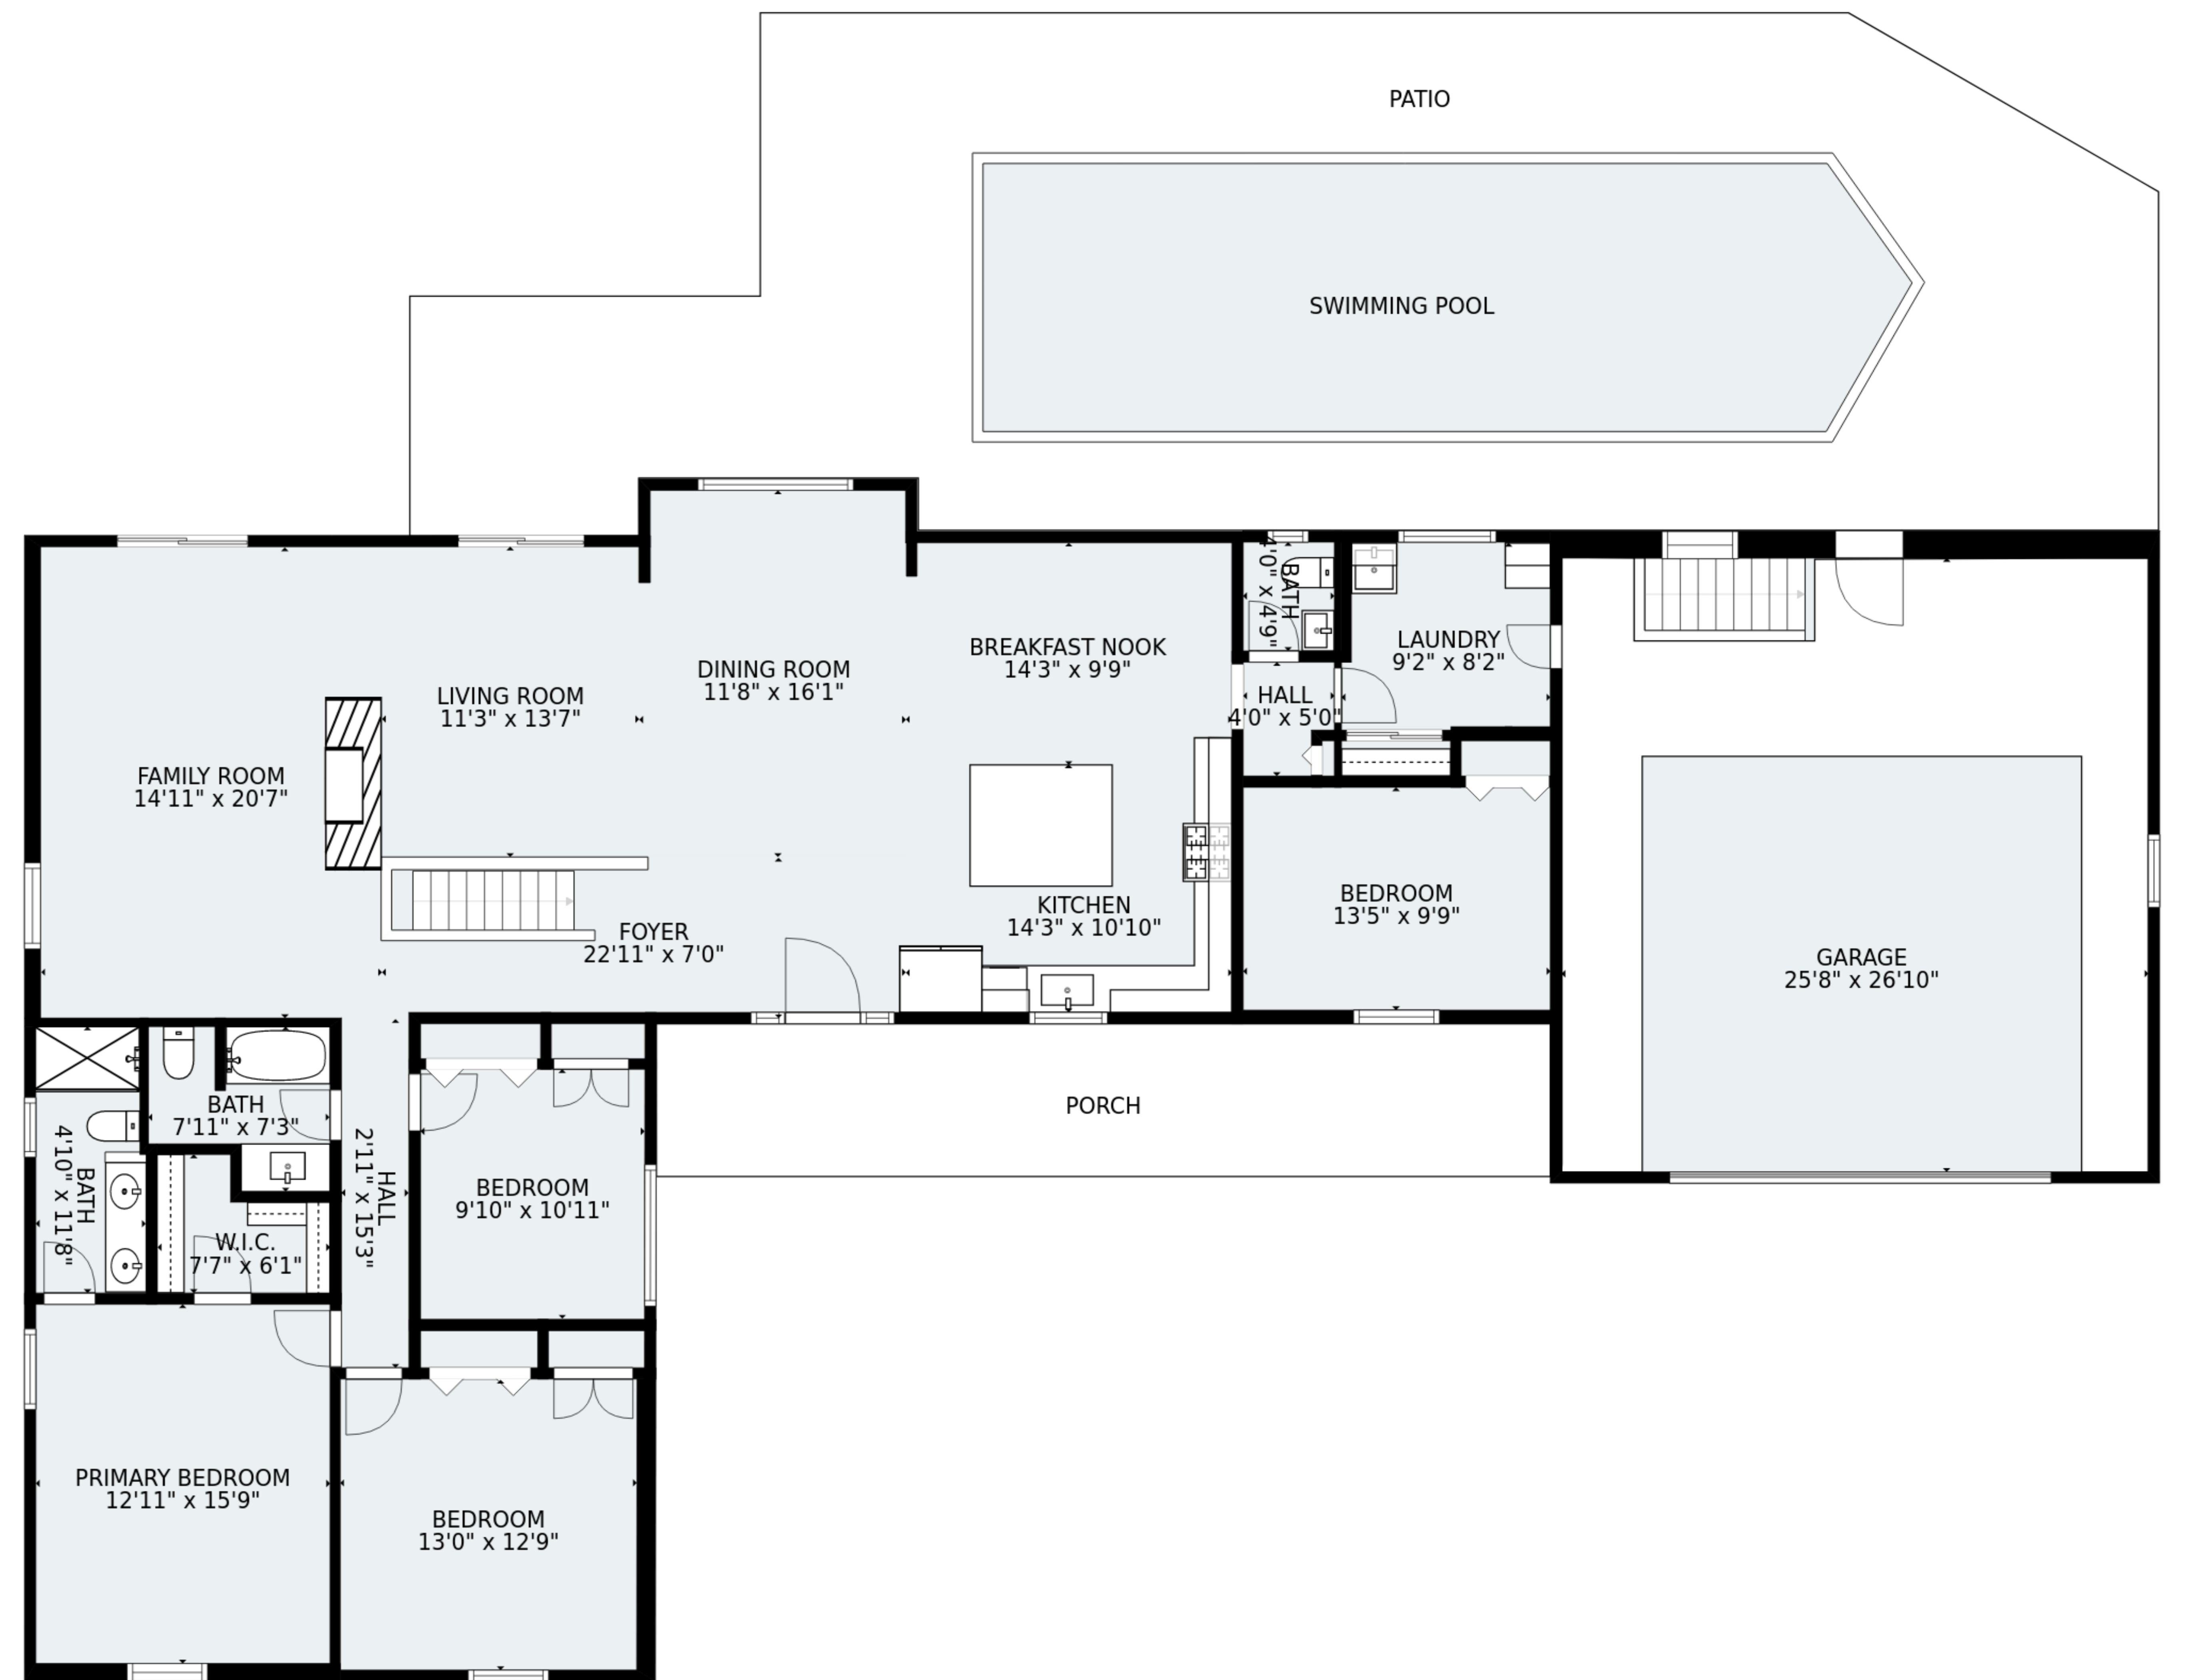 PATIO
SWIMMING POOL
BREAKFAST NOOK
14'3" x 9'9"
DINING ROOM
11'8" x 16'1"
LIVING ROOM
11'3" x 13'7"
FAMILY ROOM
14'11" x 20'7"
BATH
4'0" x 4'9"
LAUNDRY
9'2" x 8'2"
HALL
4'0" x 5'0"
KITCHEN
14'3" x 10'10"
FOYER
22'11" x 7'0"
BEDROOM
13'5" x 9'9"
GARAGE
25'8" x 26'10"
PORCH
BATH
7'11" x 7'3"
BATH
4'10" x 11'8"
HALL
2'11" x 15'3"
W.I.C.
7'7" x 6'1"
BEDROOM
9'10" x 10'11"
PRIMARY BEDROOM
12'11" x 15'9"
BEDROOM
13'0" x 12'9"